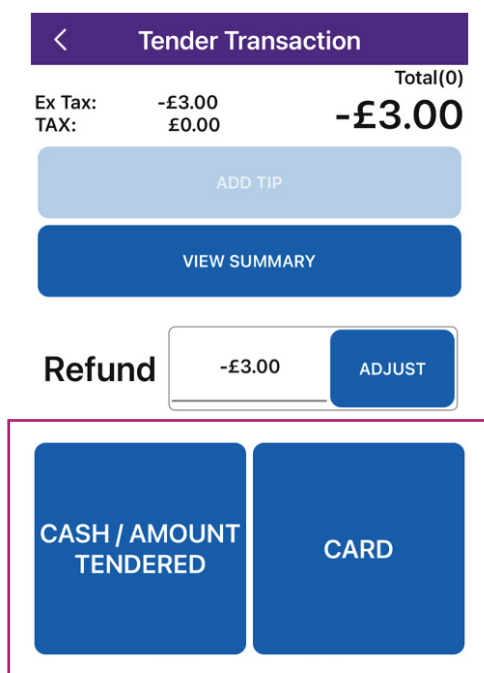 < Tender Transaction
Total(0)
Ex Tax: -£3.00
-£3.00
TAX: £0.00
ADD TIP
VIEW SUMMARY
Refund -£3.00 ADJUST
CASH / AMOUNT
TENDERED
CARD